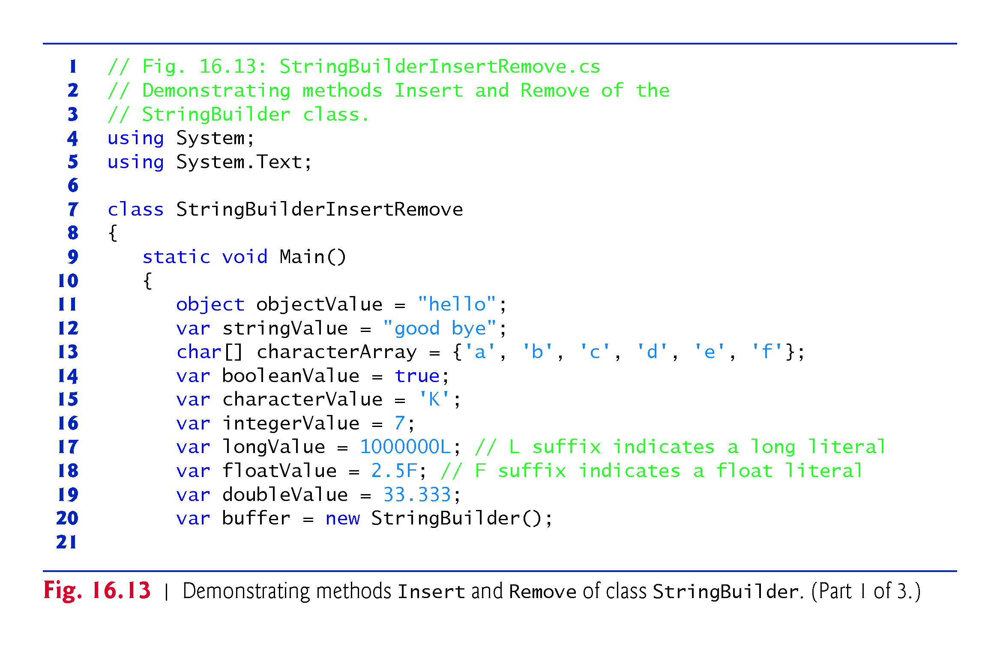 1 // Fig. 16.13: StringBuilderInsertRemove.cs
2 // Demonstrating methods Insert and Remove of the
3 // StringBuilder class.
4 using System;
5 using System.Text;
6
7 class StringBuilderInsertRemove
8 {
9    static void Main()
10    {
11       object objectValue = "hello";
12       var stringValue = "good bye";
13       char[] characterArray = {'a', 'b', 'c', 'd', 'e', 'f'};
14       var booleanValue = true;
15       var characterValue = 'K';
16       var integerValue = 7;
17       var longValue = 1000000L; // L suffix indicates a long literal
18       var floatValue = 2.5F; // F suffix indicates a float literal
19       var doubleValue = 33.333;
20       var buffer = new StringBuilder();
21
Fig. 16.13 | Demonstrating methods Insert and Remove of class StringBuilder. (Part 1 of 3.)